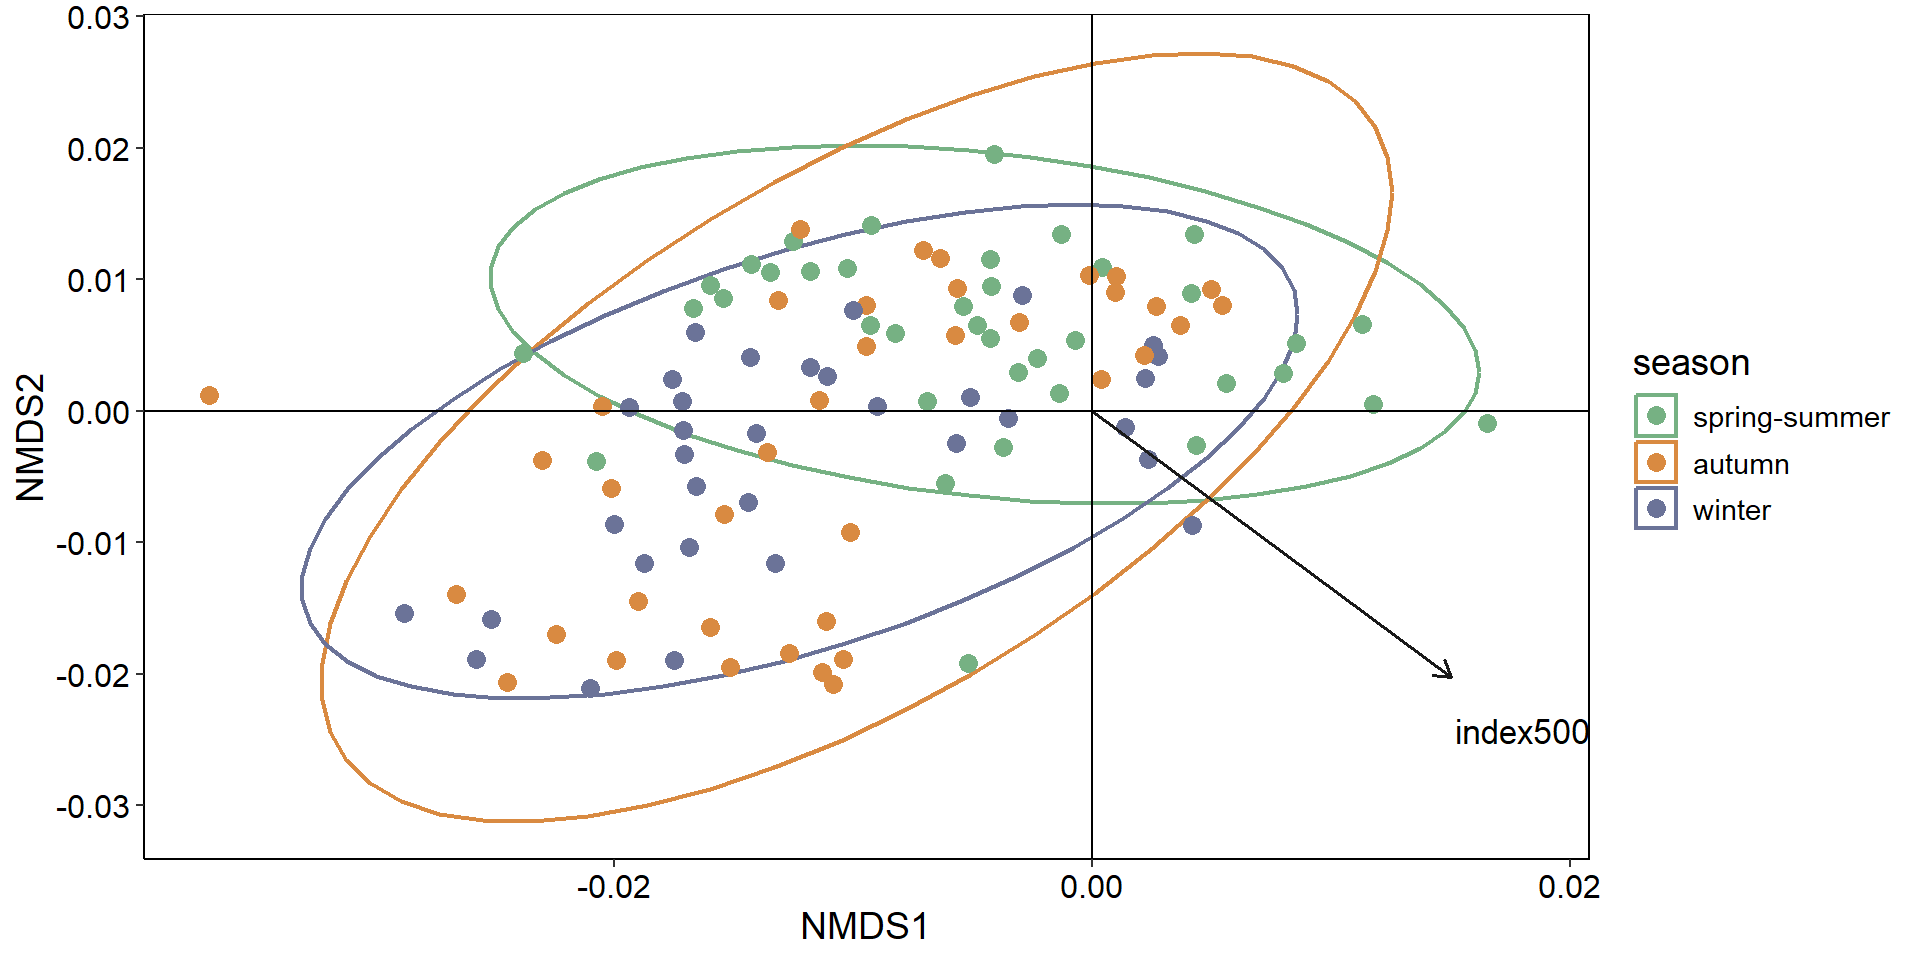 0.03
0.02
0.01
0.00
-0.01
-0.02
-0.03
NMDS2
-0.02
0.00
0.02
NMDS1
index500
season
spring-summer
autumn
winter